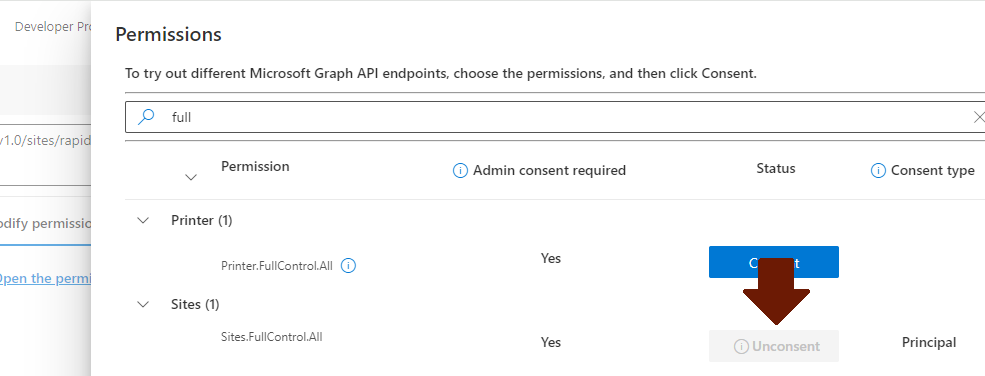 Developer Pro
Permissions
To try out different Microsoft Graph API endpoints, choose the permissions, and then click Consent.
full
v1.0/sites/rapid
Permission
Admin consent required
Status
Consent type
odify permissio
Open the permi
Printer (1)
Printer.FullControl.All
Yes
Sites (1)
Sites.FullControl.All
Yes
Unconsent
Principal